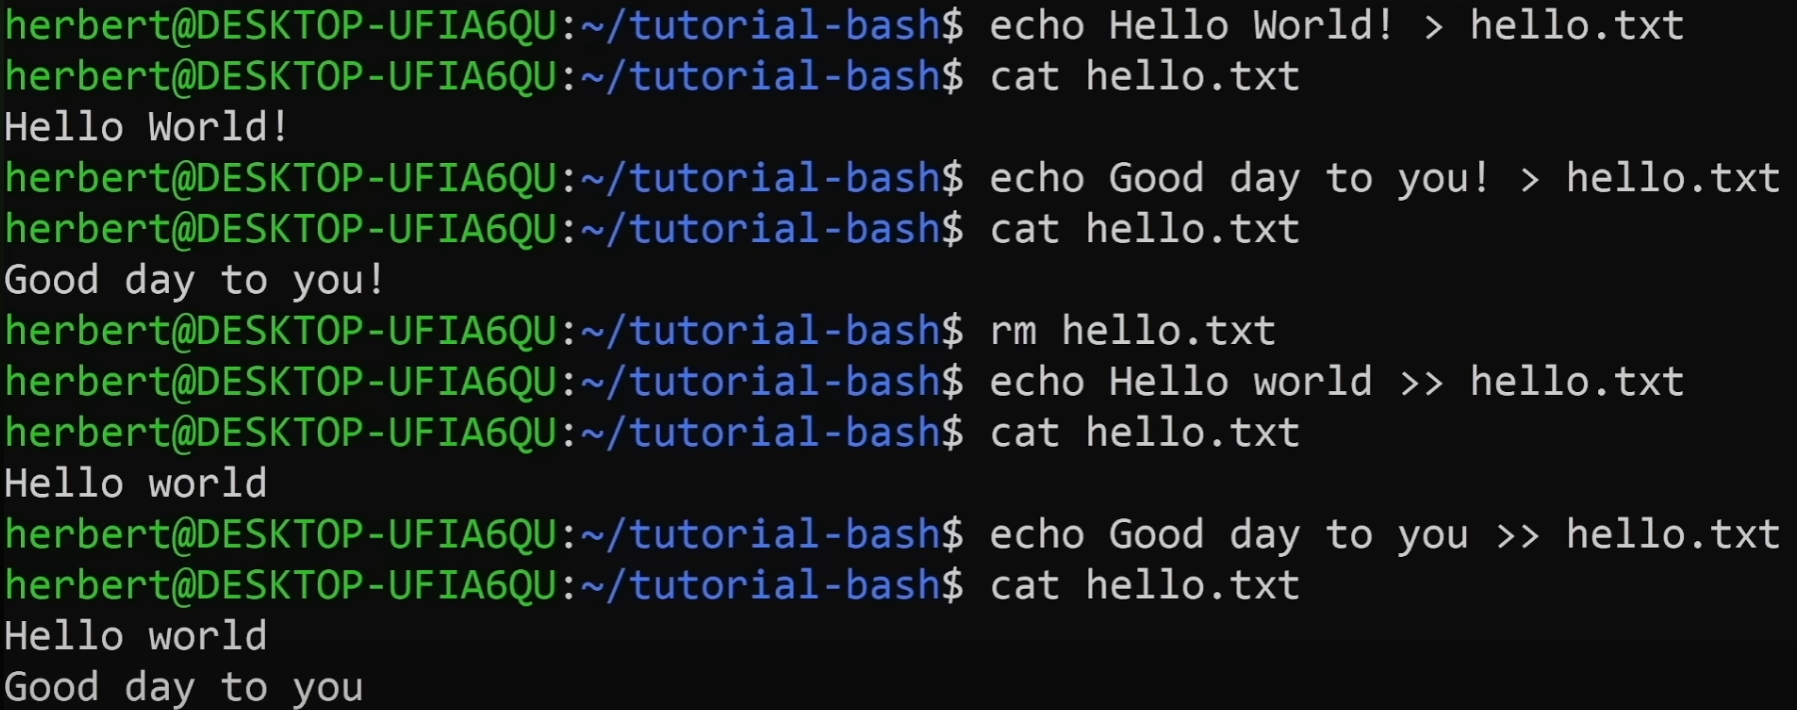 herbert@DESKTOP-UFIA6QU:~/tutorial-bash$ echo Hello World! > hello.txt
herbert@DESKTOP-UFIA6QU:~/tutorial-bash$ cat hello.txt
Hello World!
herbert@DESKTOP-UFIA6QU:~/tutorial-bash$ echo Good day to you! > hello.txt
herbert@DESKTOP-UFIA6QU:~/tutorial-bash$ cat hello.txt
Good day to you!
herbert@DESKTOP-UFIA6QU:~/tutorial-bash$ rm hello.txt
herbert@DESKTOP-UFIA6QU:~/tutorial-bash$ echo Hello world >> hello.txt
herbert@DESKTOP-UFIA6QU:~/tutorial-bash$ cat hello.txt
Hello world
herbert@DESKTOP-UFIA6QU:~/tutorial-bash$ echo Good day to you >> hello.txt
herbert@DESKTOP-UFIA6QU:~/tutorial-bash$ cat hello.txt
Hello world
Good day to you